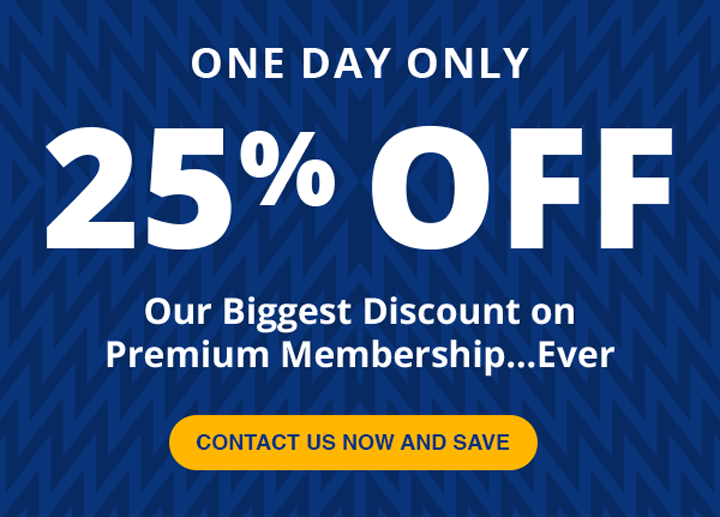 ONE DAY ONLY
25% OFF
Our Biggest Discount on
Premium Membership...Ever
CONTACT US NOW AND SAVE